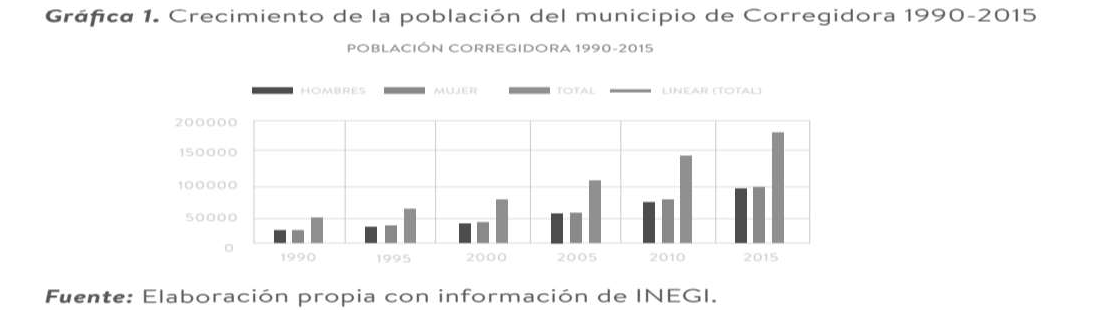 Gráfica 1. Crecimiento de la población del municipio de Corregidora 1990-2015
POBLACIÓN CORREGIDORA 1990-2015
HOMBRES MUJER TOTAL LINEAR (TOTAL)
200000
150000
100000
50000
0
1990 1995 2000 2005 2010 2015
Fuente: Elaboración propia con información de INEGI.